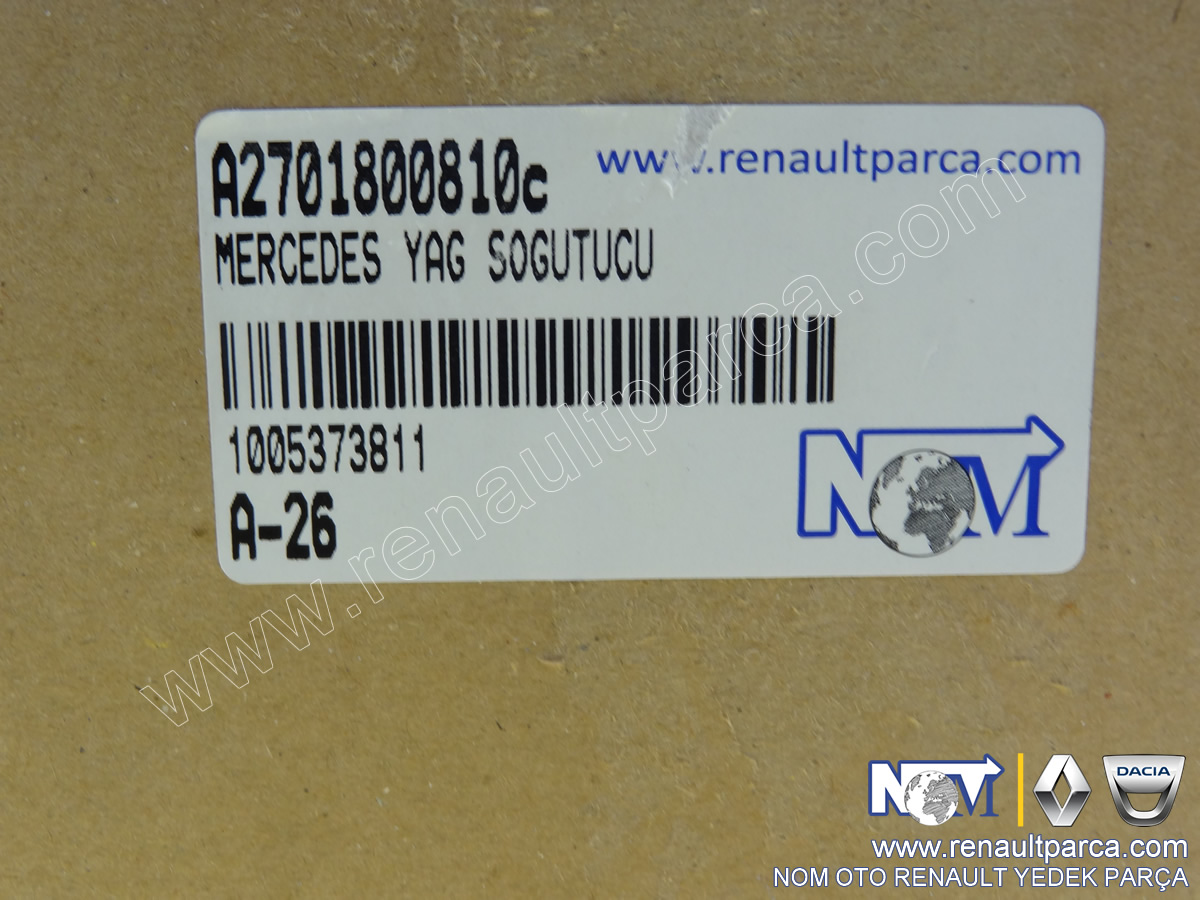 A2701800810c
www.renaultparca.com
MERCEDES YAG SOGUTUCU
1005373811
A-26
NOM
www.renaultparca.com
NOM
DACIA
www.renaultparca.com
NOM OTO RENAULT YEDEK PARÇA